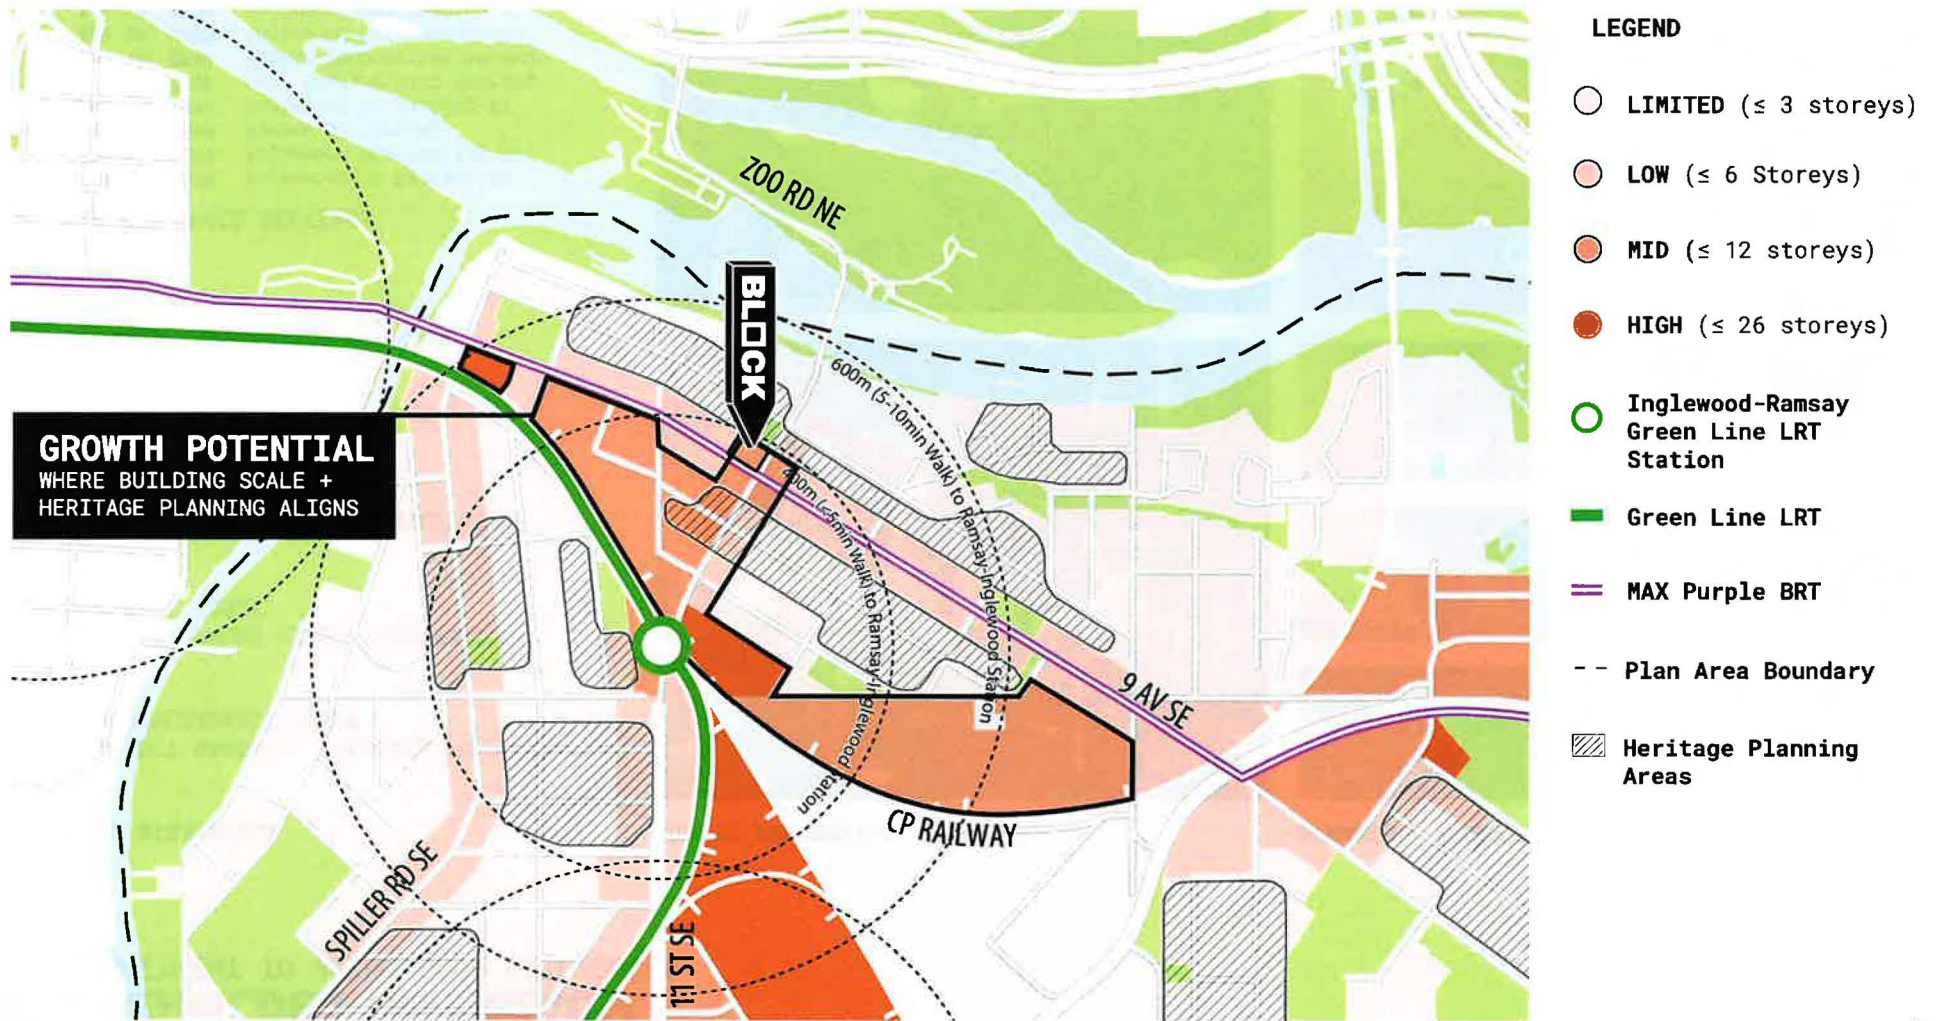 LEGEND
LIMITED (≤ 3 storeys)
LOW (≤ 6 Storeys)
MID (≤ 12 storeys)
HIGH (≤ 26 storeys)
Inglewood-Ramsay
Green Line LRT
Station
Green Line LRT
MAX Purple BRT
Plan Area Boundary
Heritage Planning
Areas
ZOO RD NE
BLOCK
600m (5-10min Walk) to Ramsay-Inglewood Station
400m (≤5min Walk) to Ramsay-Inglewood Station
GROWTH POTENTIAL
WHERE BUILDING SCALE +
HERITAGE PLANNING ALIGNS
9 AV SE
CP RAILWAY
SPILLER RD SE
11 ST SE